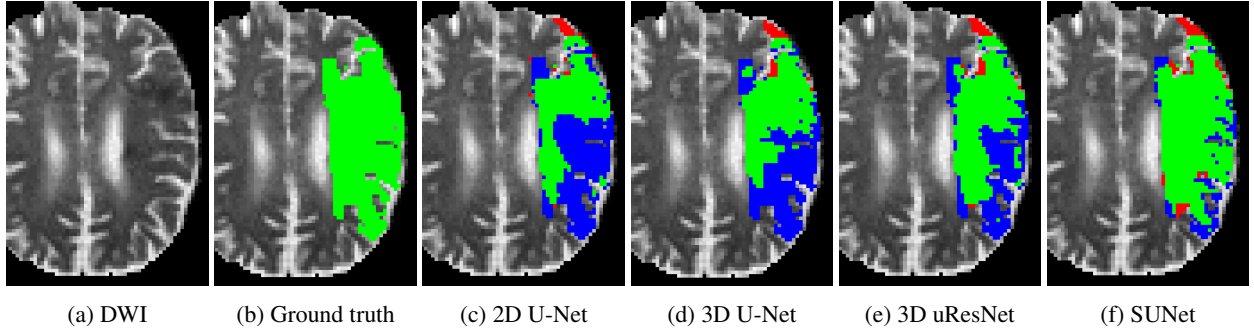 (a) DWI
(b) Ground truth
(c) 2D U-Net
(d) 3D U-Net
(e) 3D uResNet
(f) SUNet